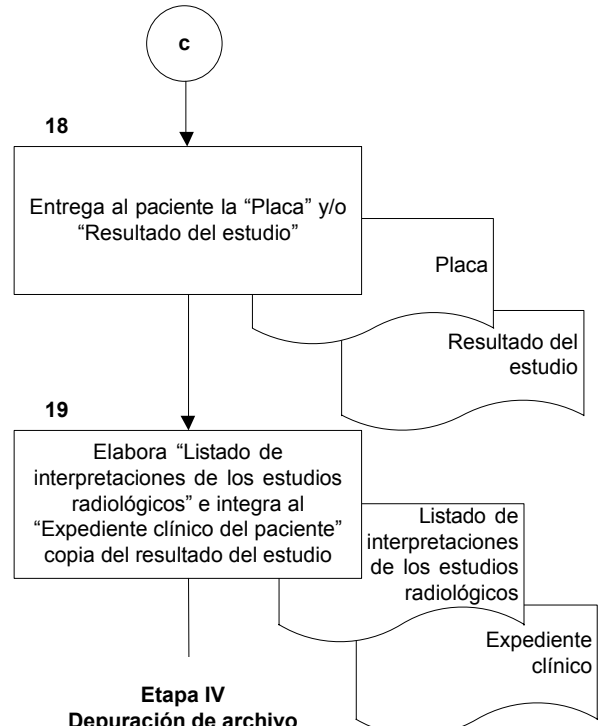 c
18
Entrega al paciente la “Placa” y/o
“Resultado del estudio”
Placa
Resultado del
estudio
19
Elabora “Listado de
interpretaciones de los estudios
radiológicos” e integra al
“Expediente clínico del paciente”
copia del resultado del estudio
Listado de
interpretaciones
de los estudios
radiológicos
Expediente
clínico
Etapa IV
Depuración de archivo